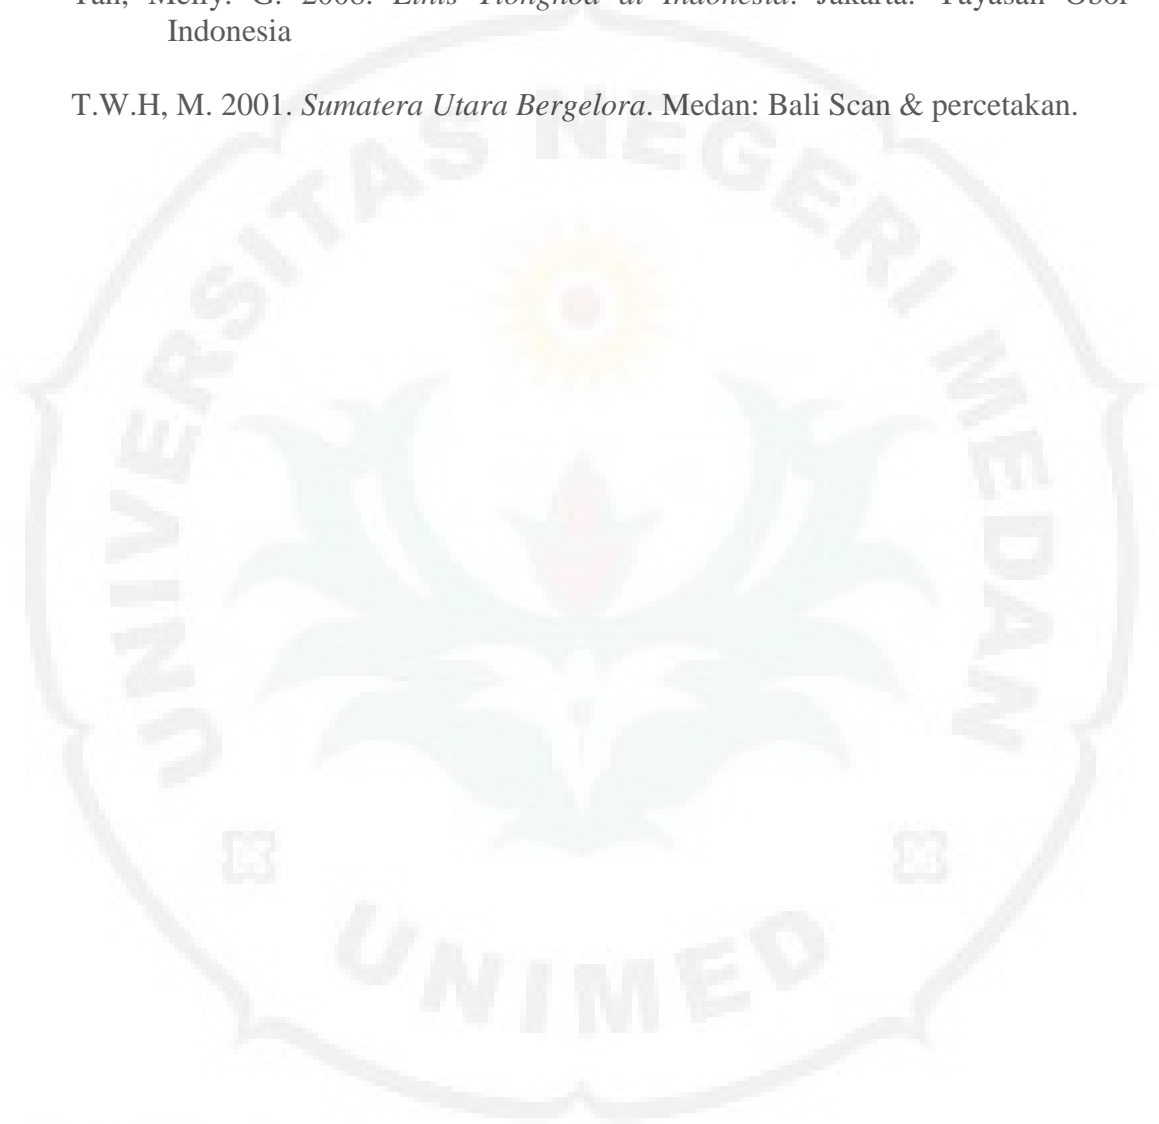 Tan, Melly. G. 2008. Etnis Tionghoa di Indonesia. Jakarta: Yayasan Obor
Indonesia
T.W.H, M. 2001. Sumatera Utara Bergelora. Medan: Bali Scan & percetakan.
UNIVERSITAS NEGERI MEDAN
UNIMED